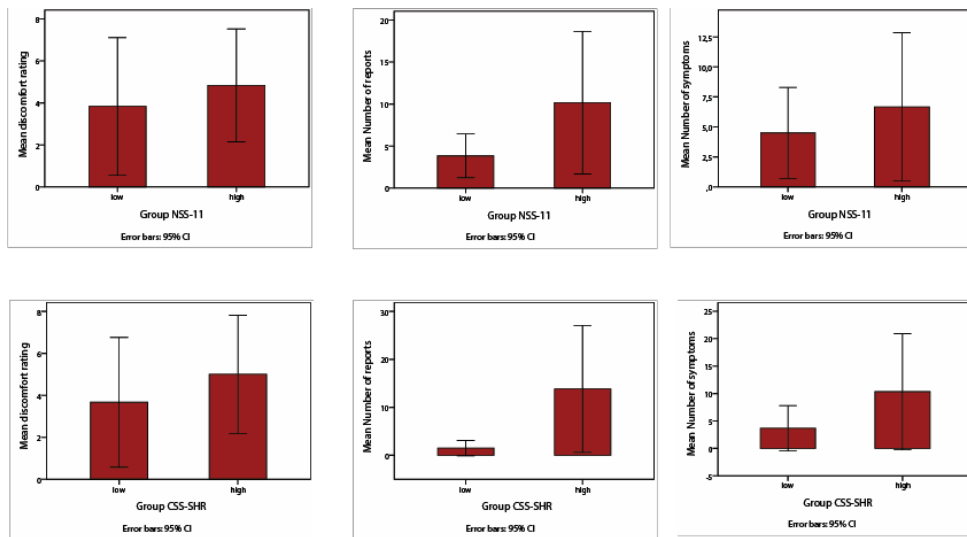 Mean discomfort rating
8
6
4
2
0
low high
Group NSS-11
Error bars: 95% CI
Mean Number of reports
20
15
10
5
0
low high
Group NSS-11
Error bars: 95% CI
Mean Number of symptoms
12,5
10,0
7,5
5,0
2,5
,0
low high
Group NSS-11
Error bars: 95% CI
Mean discomfort rating
8
6
4
2
0
low high
Group CSS-SHR
Error bars: 95% CI
Mean Number of reports
30
20
10
0
low high
Group CSS-SHR
Error bars: 95% CI
Mean Number of symptoms
25
20
15
10
5
0
-5
low high
Group CSS-SHR
Error bars: 95% CI